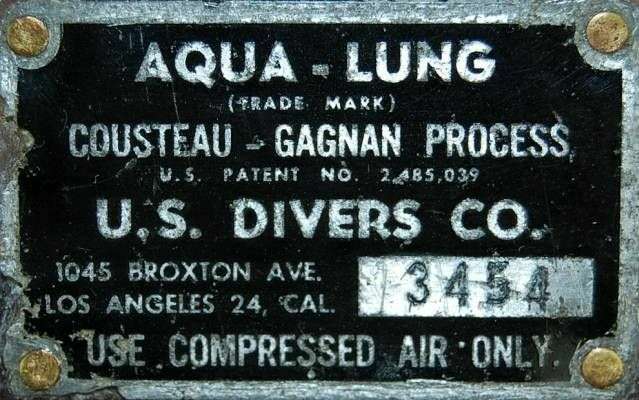 AQUA - LUNG
(TRADE MARK)
COUSTEAU - GAGNAN PROCESS
U.S. PATENT NO. 2,485,039
U.S. DIVERS CO.
1045 BROXTON AVE.
LOS ANGELES 24, CAL.
3454
USE COMPRESSED AIR ONLY.